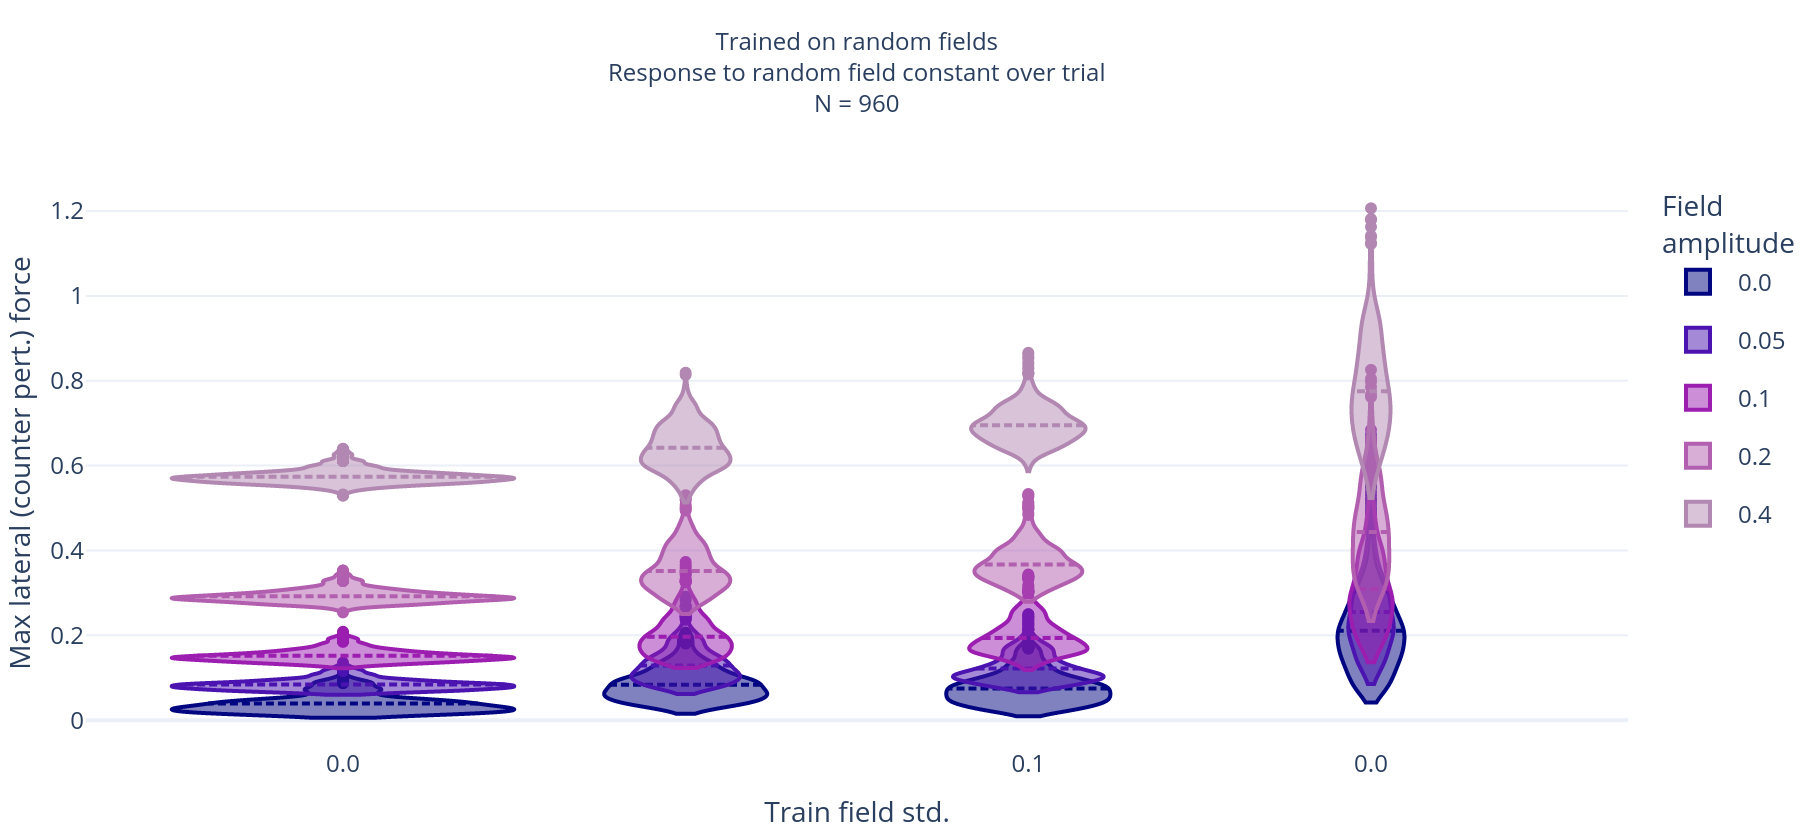 Trained on random fields
Response to random field constant over trial
N = 960
Max lateral (counter pert.) force
1.2
1
0.8
0.6
0.4
0.2
0
0.0
0.1
0.0
Train field std.
Field
amplitude
0.0
0.05
0.1
0.2
0.4